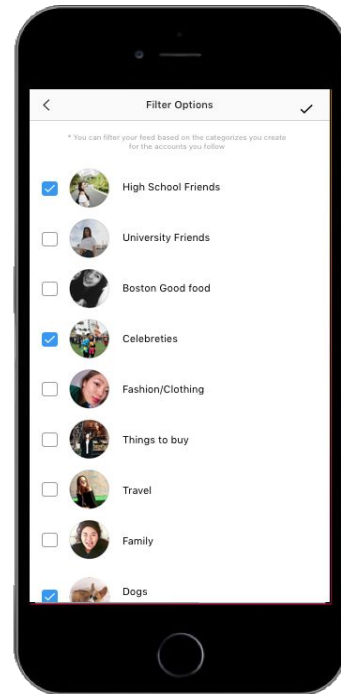 Filter Options
* You can filter your feed based on the categorizes you create
for the accounts you follow
High School Friends
University Friends
Boston Good food
Celebreties
Fashion/Clothing
Things to buy
Travel
Family
Dogs